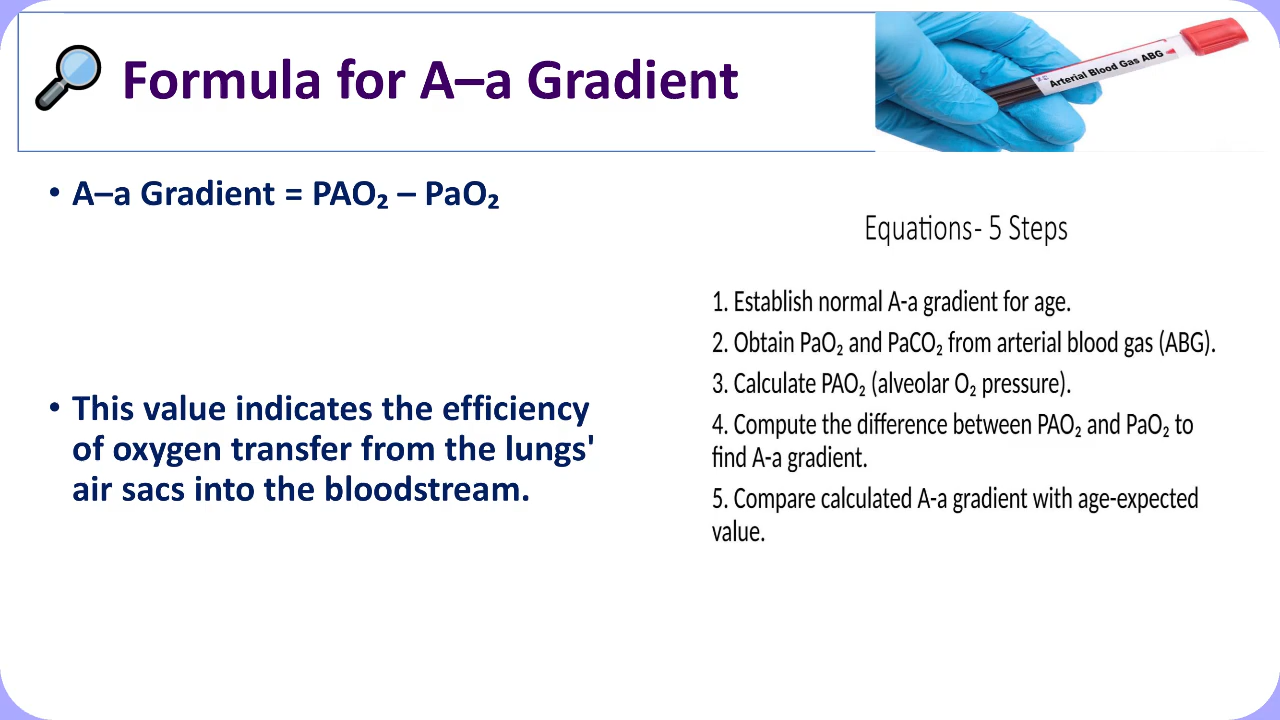 Formula for A–a Gradient
Arterial Blood Gas ABG
• A–a Gradient = PAO₂ – PaO₂
• This value indicates the efficiency
of oxygen transfer from the lungs'
air sacs into the bloodstream.
Equations- 5 Steps
1. Establish normal A-a gradient for age.
2. Obtain PaO₂ and PaCO₂ from arterial blood gas (ABG).
3. Calculate PAO₂ (alveolar O₂ pressure).
4. Compute the difference between PAO₂ and PaO₂ to
find A-a gradient.
5. Compare calculated A-a gradient with age-expected
value.